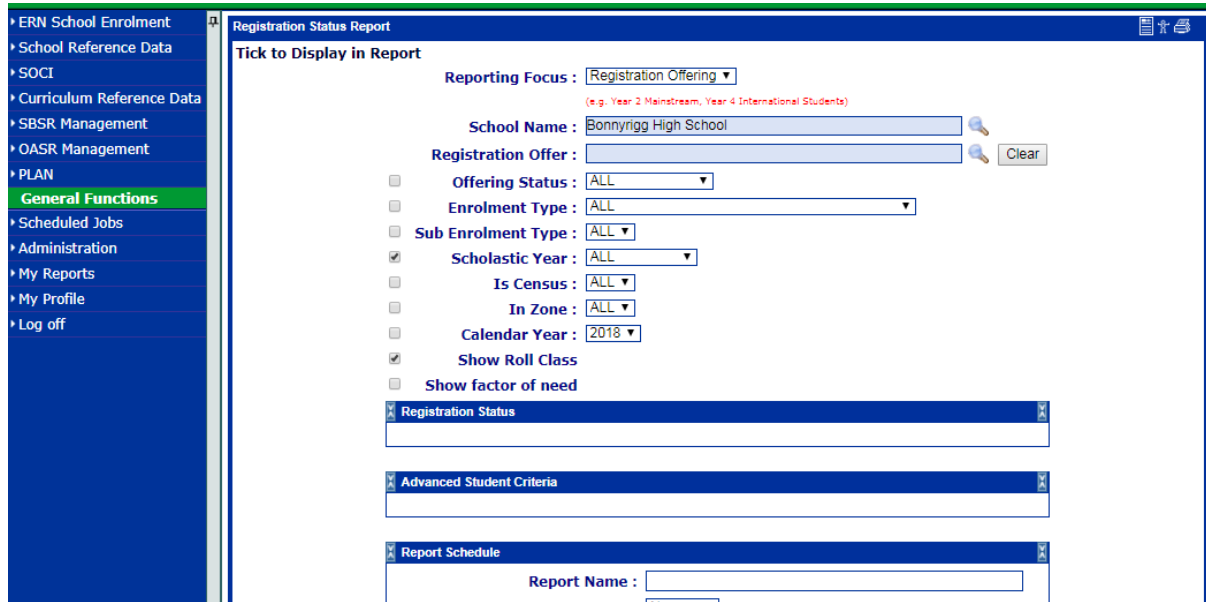 ERN School Enrolment
School Reference Data
SOCI
Curriculum Reference Data
SBSR Management
OASR Management
PLAN
General Functions
Scheduled Jobs
Administration
My Reports
My Profile
Log off
Registration Status Report
Tick to Display in Report
Reporting Focus : Registration Offering
(e.g. Year 2 Mainstream, Year 4 International Students)
School Name : Bonnyrigg High School
Registration Offer : Clear
Offering Status : ALL
Enrolment Type : ALL
Sub Enrolment Type : ALL
Scholastic Year : ALL
Is Census : ALL
In Zone : ALL
Calendar Year : 2018
Show Roll Class
Show factor of need
Registration Status
Advanced Student Criteria
Report Schedule
Report Name :